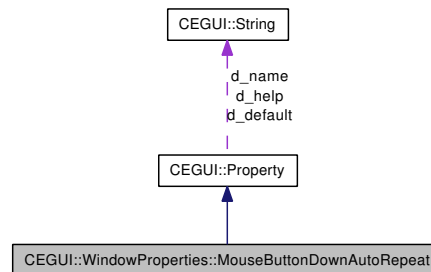 CEGUI::String
d_name
d_help
d_default
CEGUI::Property
CEGUI::WindowProperties::MouseButtonDownAutoRepeat